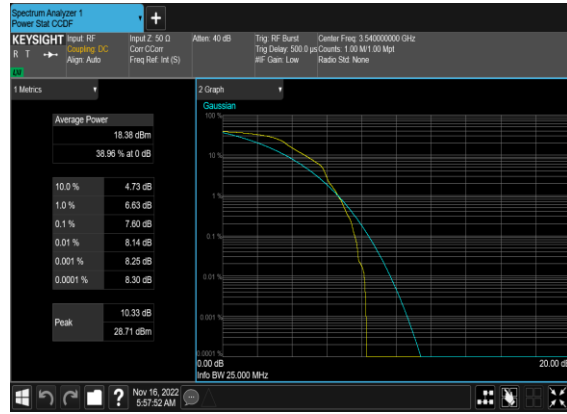 Spectrum Analyzer 1
Power Stat CCDF
KEYSIGHT
R T
Input: RF
Coupling: DC
Align: Auto
Input Z: 50 Ω
Corr CCorr
Freq Ref: Int (S)
Atten: 40 dB
Trig: RF Burst
Trig Delay: 500.0 µs
#IF Gain: Low
Center Freq: 3.540000000 GHz
Counts: 1.00 M/1.00 Mpt
Radio Std: None
1 Metrics
Average Power
18.38 dBm
38.96 % at 0 dB
10.0 % 4.73 dB
1.0 % 6.63 dB
0.1 % 7.60 dB
0.01 % 8.14 dB
0.001 % 8.25 dB
0.0001 % 8.30 dB
Peak
10.33 dB
28.71 dBm
2 Graph
Gaussian
100 %
10 %
1 %
0.1 %
0.01 %
0.001 %
0.0001 %
0.00 dB
20.00 dB
Info BW 25.000 MHz
?
Nov 16, 2022
5:57:52 AM